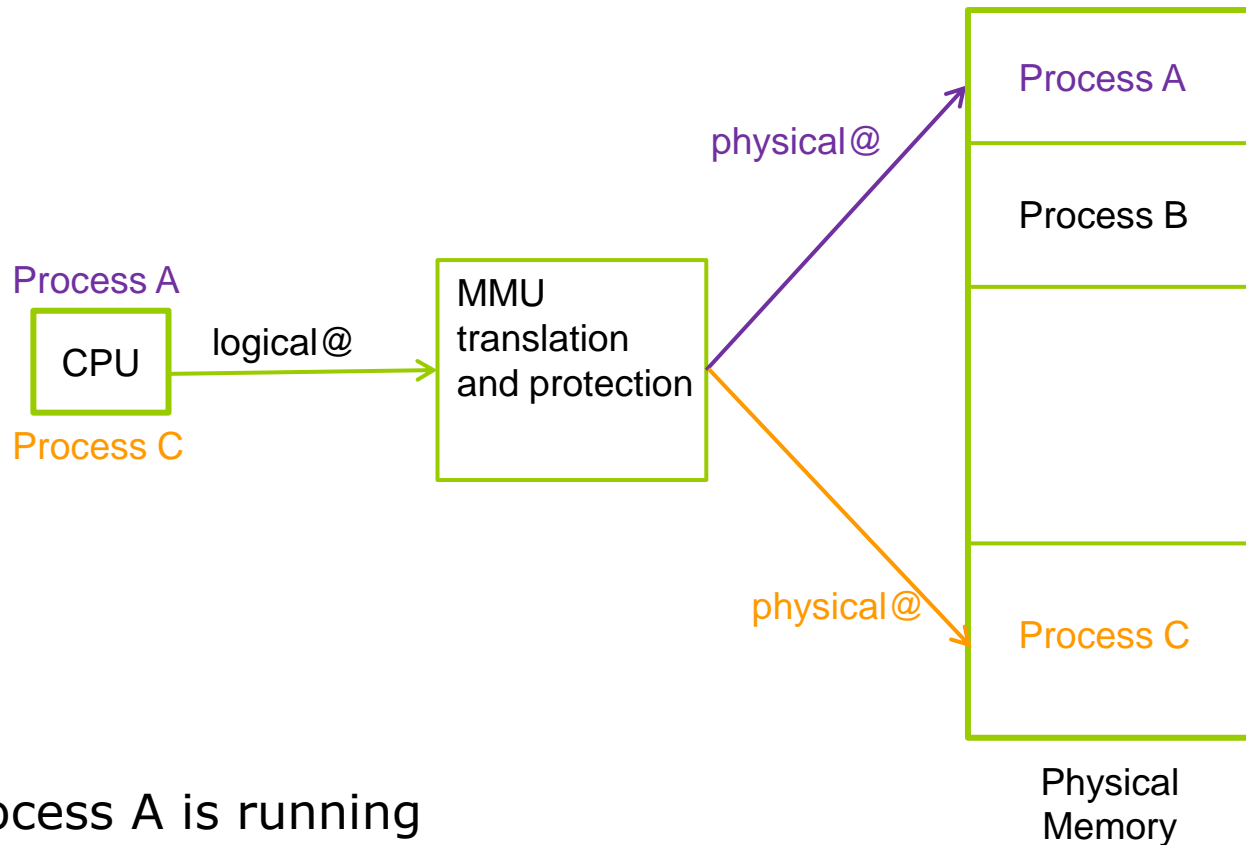 Process A
physical@
Process B
Process A
MMU
translation
and protection
logical@
CPU
Process C
physical@
Process C
Physical
Memory
ocess A is running